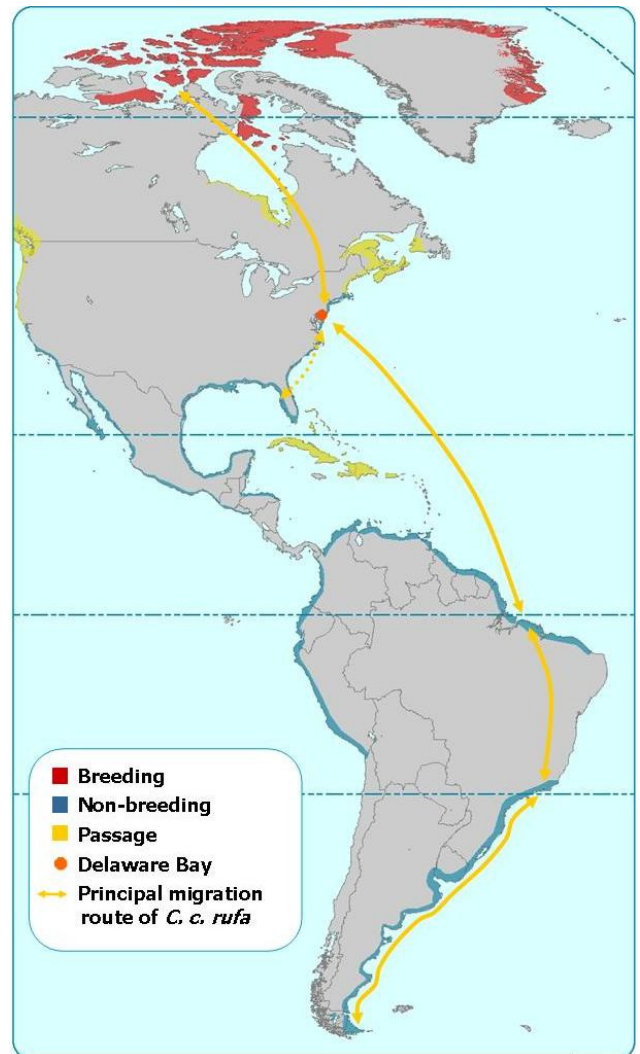 Breeding
Non-breeding
Passage
Delaware Bay
Principal migration
route of C. c. rufa